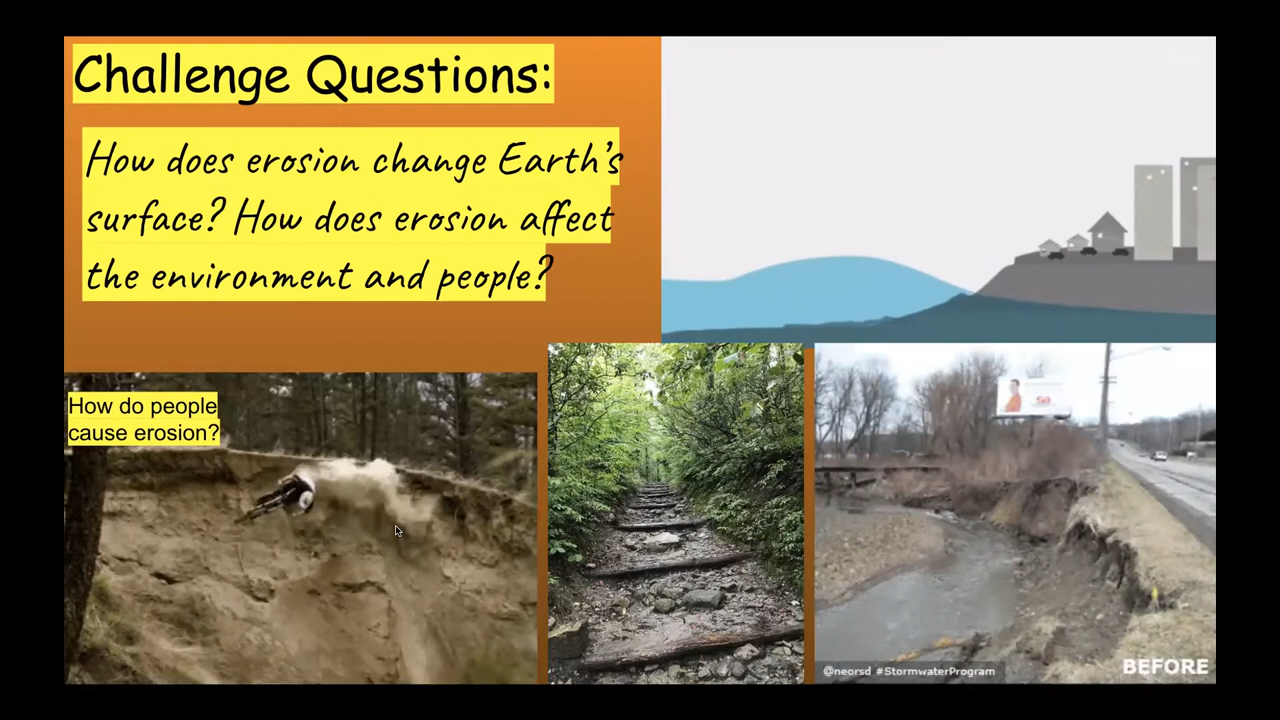 Challenge Questions:
How does erosion change Earth's
surface? How does erosion affect
the environment and people?
How do people
cause erosion?
@neorsd #StormwaterProgram
BEFORE